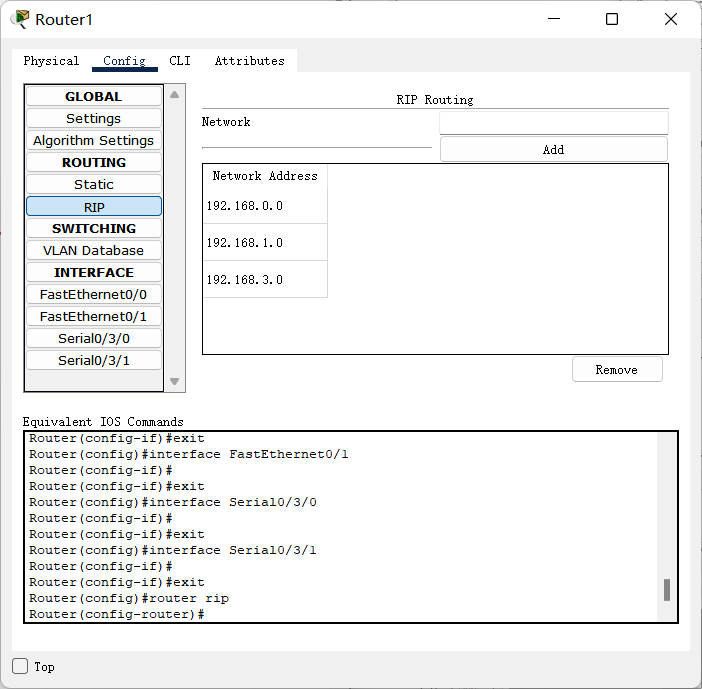 Router1
Physical Config CLI Attributes
GLOBAL
Settings
Algorithm Settings
ROUTING
Static
RIP
SWITCHING
VLAN Database
INTERFACE
FastEthernet0/0
FastEthernet0/1
Serial0/3/0
Serial0/3/1
RIP Routing
Network
Add
Network Address
192.168.0.0
192.168.1.0
192.168.3.0
Remove
Equivalent IOS Commands
Router(config-if)#exit
Router(config)#interface FastEthernet0/1
Router(config-if)#
Router(config-if)#exit
Router(config)#interface Serial0/3/0
Router(config-if)#
Router(config-if)#exit
Router(config)#interface Serial0/3/1
Router(config-if)#
Router(config-if)#exit
Router(config)#router rip
Router(config-router)#
Top